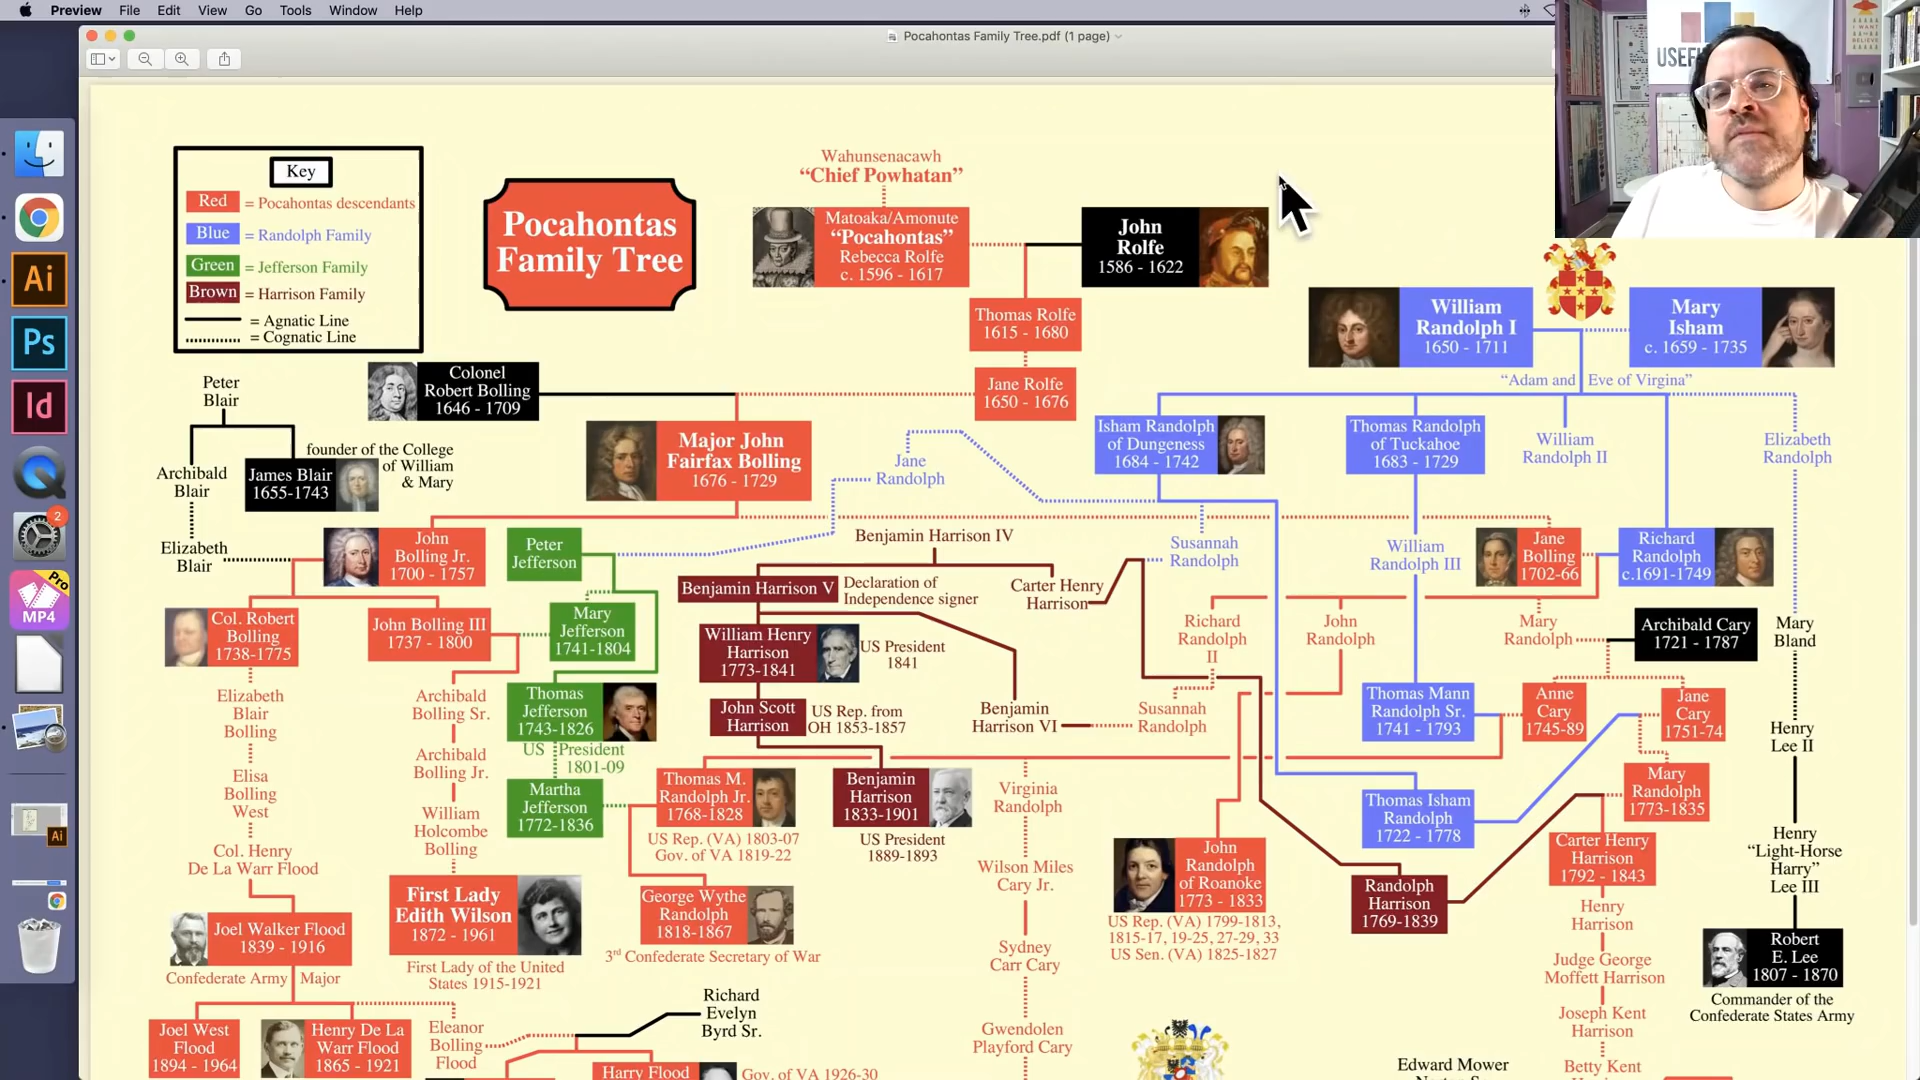 Preview File Edit View Go Tools Window Help
Pocahontas Family Tree.pdf (1 page)
Key
Red = Pocahontas descendants
Blue = Randolph Family
Green = Jefferson Family
Brown = Harrison Family
= Agnatic Line
= Cognatic Line
Pocahontas
Family Tree
Wahunsenacawh
“Chief Powhatan”
Matoaka/Amonute
“Pocahontas”
Rebecca Rolfe
c. 1596 - 1617
John
Rolfe
1586 - 1622
Thomas Rolfe
1615 - 1680
William
Randolph I
1650 - 1711
Mary
Isham
c. 1659 - 1735
“Adam and Eve of Virgina”
Peter
Blair
Colonel
Robert Bolling
1646 - 1709
Jane Rolfe
1650 - 1676
Major John
Fairfax Bolling
1676 - 1729
Jane
Randolph
Isham Randolph
of Dungeness
1684 - 1742
Thomas Randolph
of Tuckahoe
1683 - 1729
William
Randolph II
Elizabeth
Randolph
Archibald
Blair
James Blair
1655-1743
founder of the College
of William
& Mary
Elizabeth
Blair
John
Bolling Jr.
1700 - 1757
Peter
Jefferson
Benjamin Harrison IV
Benjamin Harrison V
Declaration of
Independence signer
Carter Henry
Harrison
Susannah
Randolph
William
Randolph III
Jane
Bolling
1702-66
Richard
Randolph
c.1691-1749
Col. Robert
Bolling
1738-1775
John Bolling III
1737 - 1800
Mary
Jefferson
1741-1804
William Henry
Harrison
1773-1841
US President
1841
Richard
Randolph
II
John
Randolph
Mary
Randolph
Archibald Cary
1721 - 1787
Mary
Bland
Elizabeth
Blair
Bolling
Archibald
Bolling Sr.
Thomas
Jefferson
1743-1826
US President
1801-09
John Scott
Harrison
US Rep. from
OH 1853-1857
Benjamin
Harrison VI
Susannah
Randolph
Thomas Mann
Randolph Sr.
1741 - 1793
Anne
Cary
1745-89
Jane
Cary
1751-74
Henry
Lee II
Elisa
Bolling
West
Archibald
Bolling Jr.
Martha
Jefferson
1772-1836
Thomas M.
Randolph Jr.
1768-1828
US Rep. (VA) 1803-07
Gov. of VA 1819-22
Benjamin
Harrison
1833-1901
US President
1889-1893
Virginia
Randolph
Thomas Isham
Randolph
1722 - 1778
Mary
Randolph
1773-1835
William
Holcombe
Bolling
Col. Henry
De La Warr Flood
Wilson Miles
Cary Jr.
John
Randolph
of Roanoke
1773 - 1833
US Rep. (VA) 1799-1813,
1815-17, 19-25, 27-29, 33
US Sen. (VA) 1825-1827
Randolph
Harrison
1769-1839
Carter Henry
Harrison
1792 - 1843
Henry
“Light-Horse
Harry”
Lee III
First Lady
Edith Wilson
1872 - 1961
First Lady of the United
States 1915-1921
George Wythe
Randolph
1818-1867
3rd Confederate Secretary of War
Henry
Harrison
Joel Walker Flood
1839 - 1916
Confederate Army Major
Sydney
Carr Cary
Judge George
Moffett Harrison
Robert
E. Lee
1807 - 1870
Commander of the
Confederate States Army
Joel West
Flood
1894 - 1964
Henry De La
Warr Flood
1865 - 1921
Eleanor
Bolling
Flood
Richard
Evelyn
Byrd Sr.
Gwendolen
Playford Cary
Joseph Kent
Harrison
Harry Flood
Gov. of VA 1926-30
Edward Mower
Betty Kent
Ai
Ps
Id
2
Pro
MP4
Ai
USEF
I WANT
BELIEVE